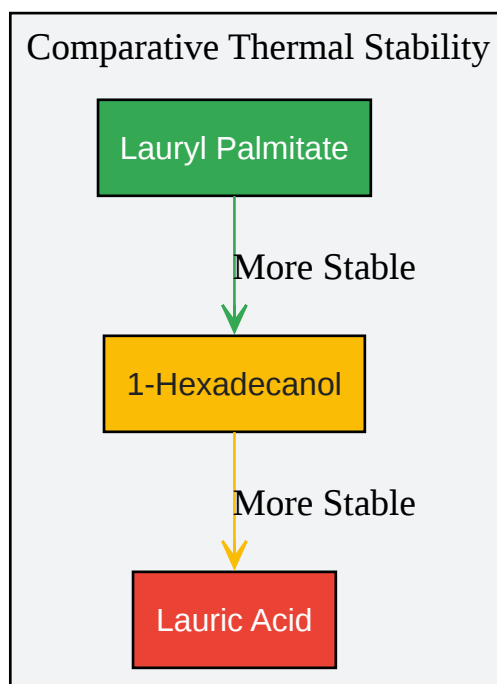 Comparative Thermal Stability
Lauryl Palmitate
More Stable
1-Hexadecanol
More Stable
Lauric Acid